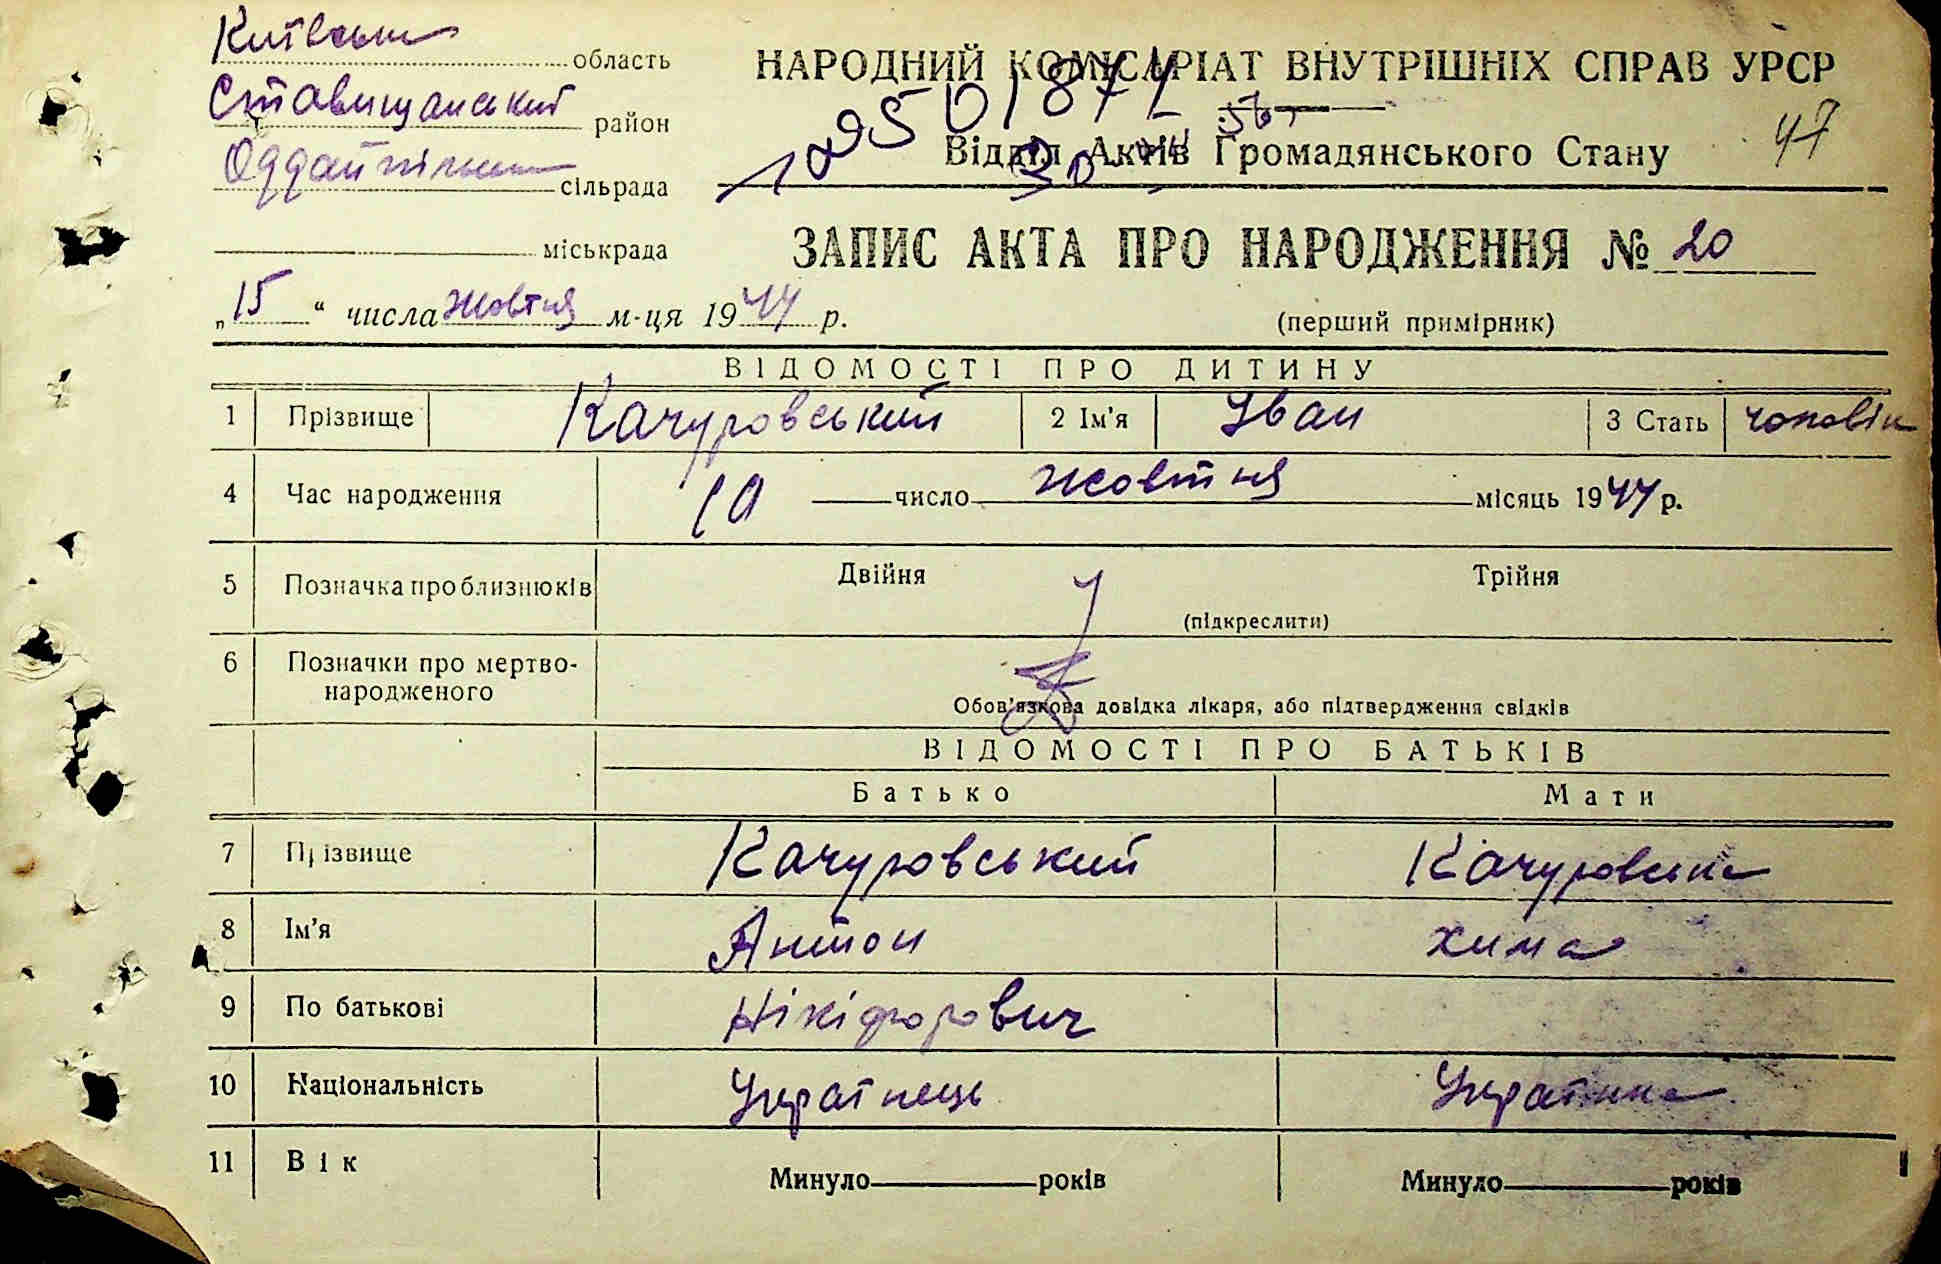 Київська область
Ставищанський район
Оддайпільська сільрада
міськрада
НАРОДНИЙ КОМІСАРІАТ ВНУТРІШНІХ СПРАВ УРСР
47
Відділ Актів Громадянського Стану
ЗАПИС АКТА ПРО НАРОДЖЕННЯ № 20
„15“ числа жовтня м-ця 1944 р.
(перший примірник)
ВІДОМОСТІ ПРО ДИТИНУ
1 Прізвище Качуровський 2 Ім'я Іван 3 Стать чоловіч
4 Час народження 10 число жовтня місяць 1944 р.
5 Позначка про близнюків Двійня Трійня
(підкреслити)
6 Позначки про мертво-
народженого
Обов'язкова довідка лікаря, або підтвердження свідків
ВІДОМОСТІ ПРО БАТЬКІВ
Батько Мати
7 Прізвище Качуровський Качуровська
8 Ім'я Антон Хима
9 По батькові Нікіфорович
10 Національність Українець Українка
11 Вік Минуло років Минуло років